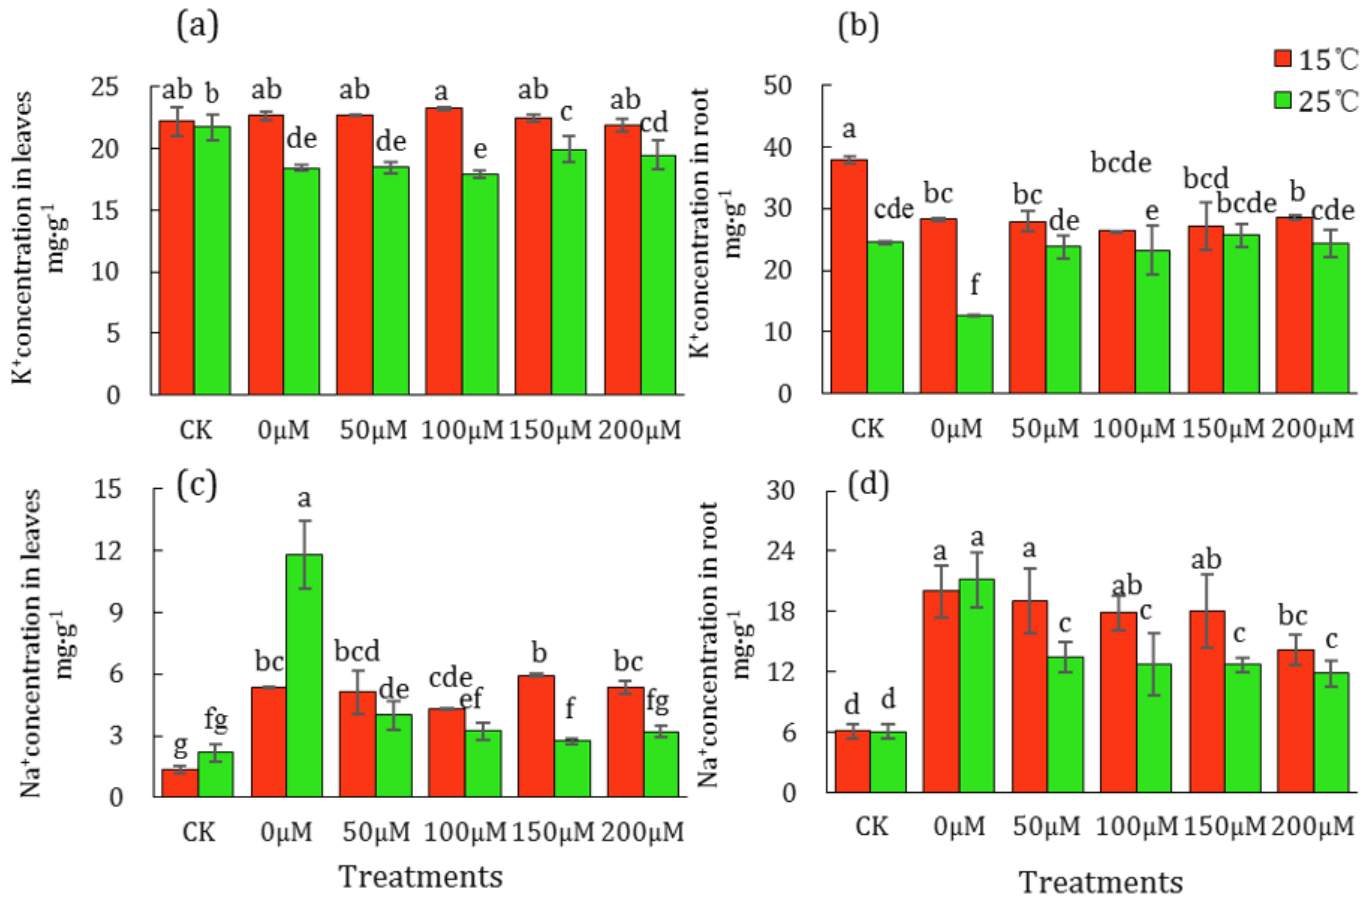 (a)
K⁺concentration in leaves
mg·g⁻¹
25
20
15
10
5
0
ab b ab de ab de a e ab c ab cd
CK 0μM 50μM 100μM 150μM 200μM
(b)
15℃
25℃
K⁺concentration in root
mg·g⁻¹
50
40
30
20
10
0
a cde bc f bc de bcde e bcd bcde b cde
CK 0μM 50μM 100μM 150μM 200μM
(c)
Na⁺concentration in leaves
mg·g⁻¹
15
12
9
6
3
0
g fg bc a bcd de cde ef b f bc fg
CK 0μM 50μM 100μM 150μM 200μM
Treatments
(d)
Na⁺concentration in root
mg·g⁻¹
30
24
18
12
6
0
d d a a a c ab c ab c bc c
CK 0μM 50μM 100μM 150μM 200μM
Treatments